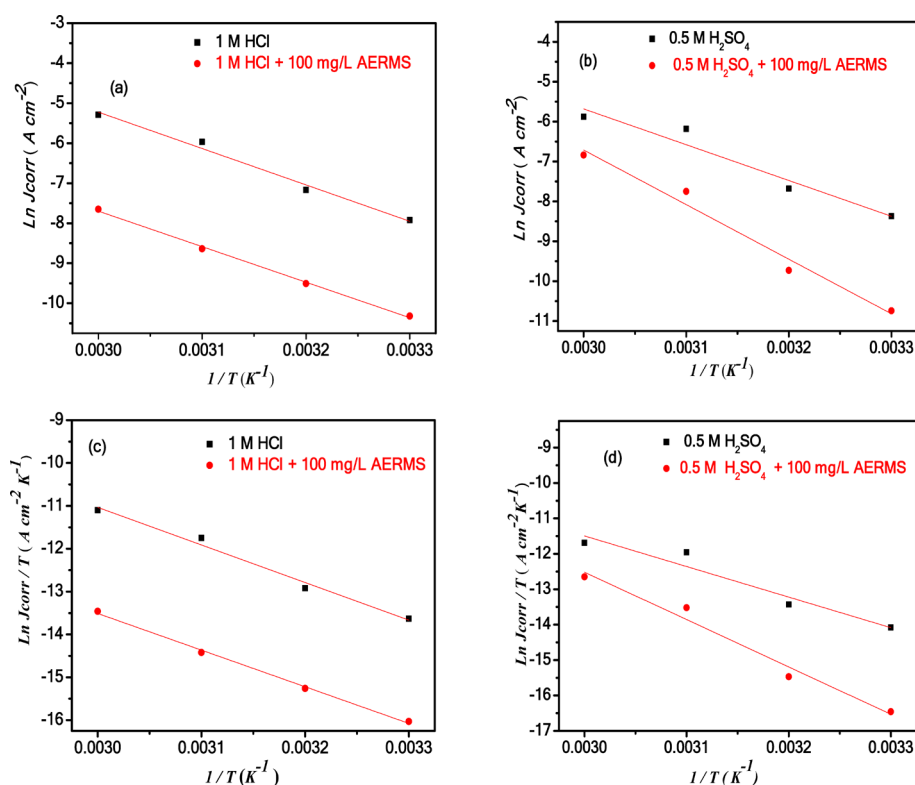 (a)
1 M HCl
1 M HCl + 100 mg/L AERMS
Ln Jcorr ( A cm⁻²)
-3
-4
-5
-6
-7
-8
-9
-10
0.0030
0.0031
0.0032
0.0033
1/T (K⁻¹)
(b)
0.5 M H₂SO₄
0.5 M H₂SO₄ + 100 mg/L AERMS
Ln Jcorr ( A cm⁻²)
-4
-5
-6
-7
-8
-9
-10
-11
0.0030
0.0031
0.0032
0.0033
1/T (K⁻¹)
(c)
1 M HCl
1 M HCl + 100 mg/L AERMS
Ln Jcorr / T ( A cm⁻² K⁻¹)
-9
-10
-11
-12
-13
-14
-15
-16
0.0030
0.0031
0.0032
0.0033
1/T (K⁻¹)
(d)
0.5 M H₂SO₄
0.5 M H₂SO₄ + 100 mg/L AERMS
Ln Jcorr / T ( A cm⁻² K⁻¹)
-9
-10
-11
-12
-13
-14
-15
-16
-17
0.0030
0.0031
0.0032
0.0033
1/T (K⁻¹)